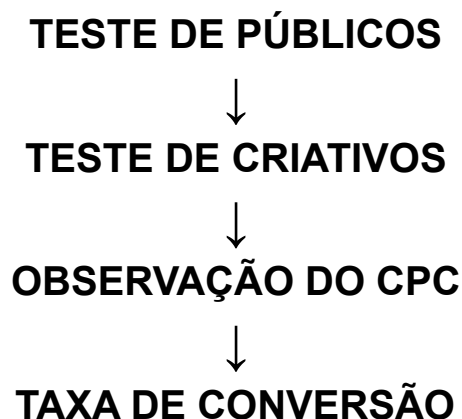 TESTE DE PÚBLICOS
↓
TESTE DE CRIATIVOS
↓
OBSERVAÇÃO DO CPC
↓
TAXA DE CONVERSÃO